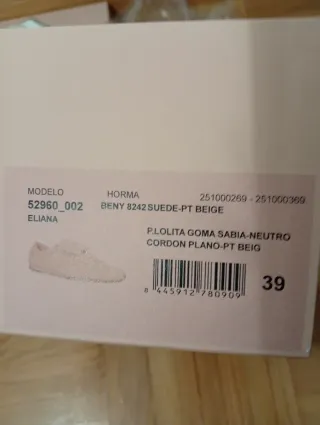 MODELO HORMA 251000269 - 251000369
52960_002 BENY 8242 SUEDE-PT BEIGE
ELIANA
P.LOLITA GOMA SABIA-NEUTRO
CORDON PLANO-PT BEIG
8 445912 780909
39